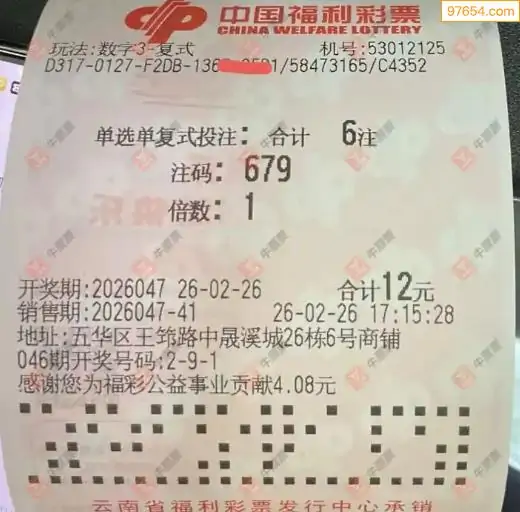 97654.com
中国福利彩票
CHINA WELFARE LOTTERY
玩法:数字3-复式 机号:53012125
/58473165/C4352
单选单复式投注: 合计 6注
注码: 679
倍数: 1
开奖期:2026047 26-02-26 合计12元
销售期:2026047-41 26-02-26 17:15:28
地址:五华区王筇路中晟溪城26栋6号商铺
046期开奖号码:2-9-1
感谢您为福彩公益事业贡献4.08元
云南省福利彩票发行中心承销